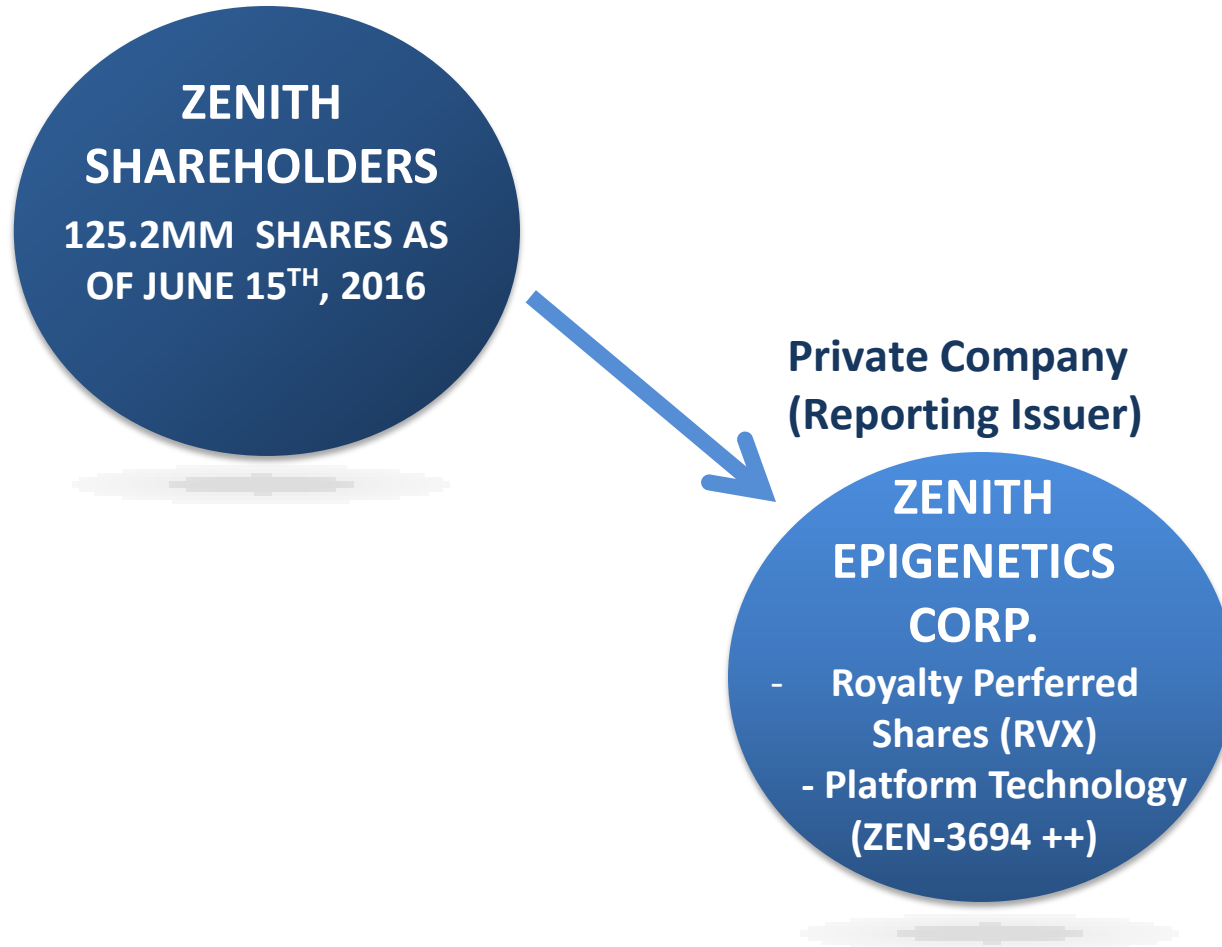 ZENITH
SHAREHOLDERS
125.2MM SHARES AS
OF JUNE 15TH, 2016
Private Company
(Reporting Issuer)
ZENITH
EPIGENETICS
CORP.
- Royalty Perferred
Shares (RVX)
- Platform Technology
(ZEN-3694 ++)